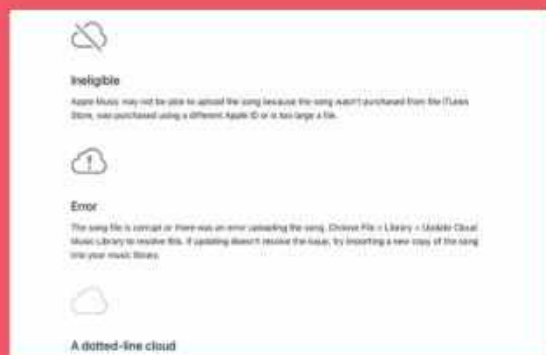 Ineligible
Apple Music may not be able to upload the song because the song wasn't purchased from the iTunes
Store, was purchased using a different Apple ID or is too large a file.
Error
The song file is corrupt or there was an error uploading the song. Choose File > Library > Update Cloud
Music Library to resolve this. If updating doesn't resolve the issue, try importing a new copy of the song
into your music library.
A dotted-line cloud